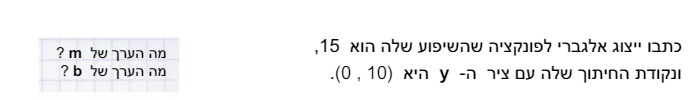 כתבו ייצוג אלגברי לפונקציה שהשיפוע שלה הוא 15,
ונקודת החיתוך שלה עם ציר ה- y היא (10 , 0).
מה הערך של m ?
מה הערך של b ?